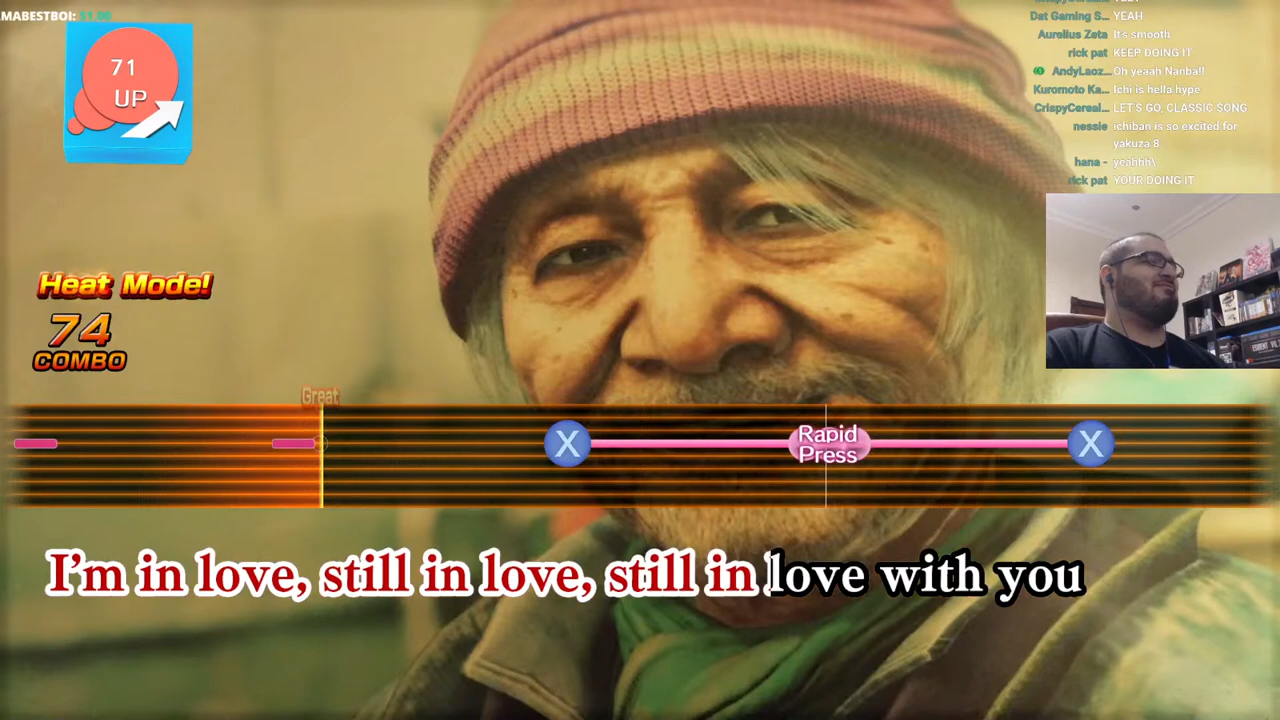 MABESTBOI: $1.00
71
UP
Dat Gaming S... YEAH
Aurelius Zeta It's smooth
rick pat KEEP DOING IT
AndyLaoz... Oh yeaah Nanba!!
Kuromoto Ka... Ichi is hella hype
CrispyCereal... LET'S GO, CLASSIC SONG
nessie ichiban is so excited for
yakuza 8
hana - yeahhh\
rick pat YOUR DOING IT
Heat Mode!
74
COMBO
Great
X
Rapid
Press
X
I'm in love, still in love, still in love with you